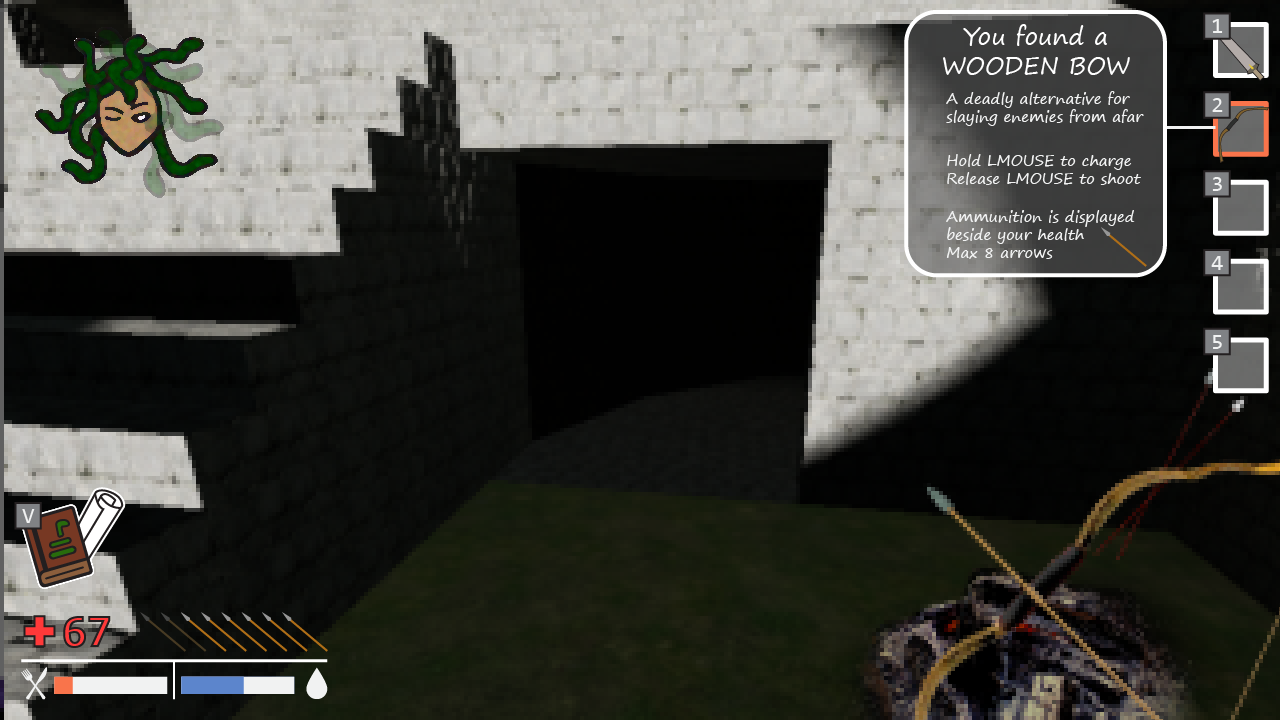 You found a
WOODEN BOW
A deadly alternative for
slaying enemies from afar
Hold LMOUSE to charge
Release LMOUSE to shoot
Ammunition is displayed
beside your health
Max 8 arrows
1
2
3
4
5
V
67